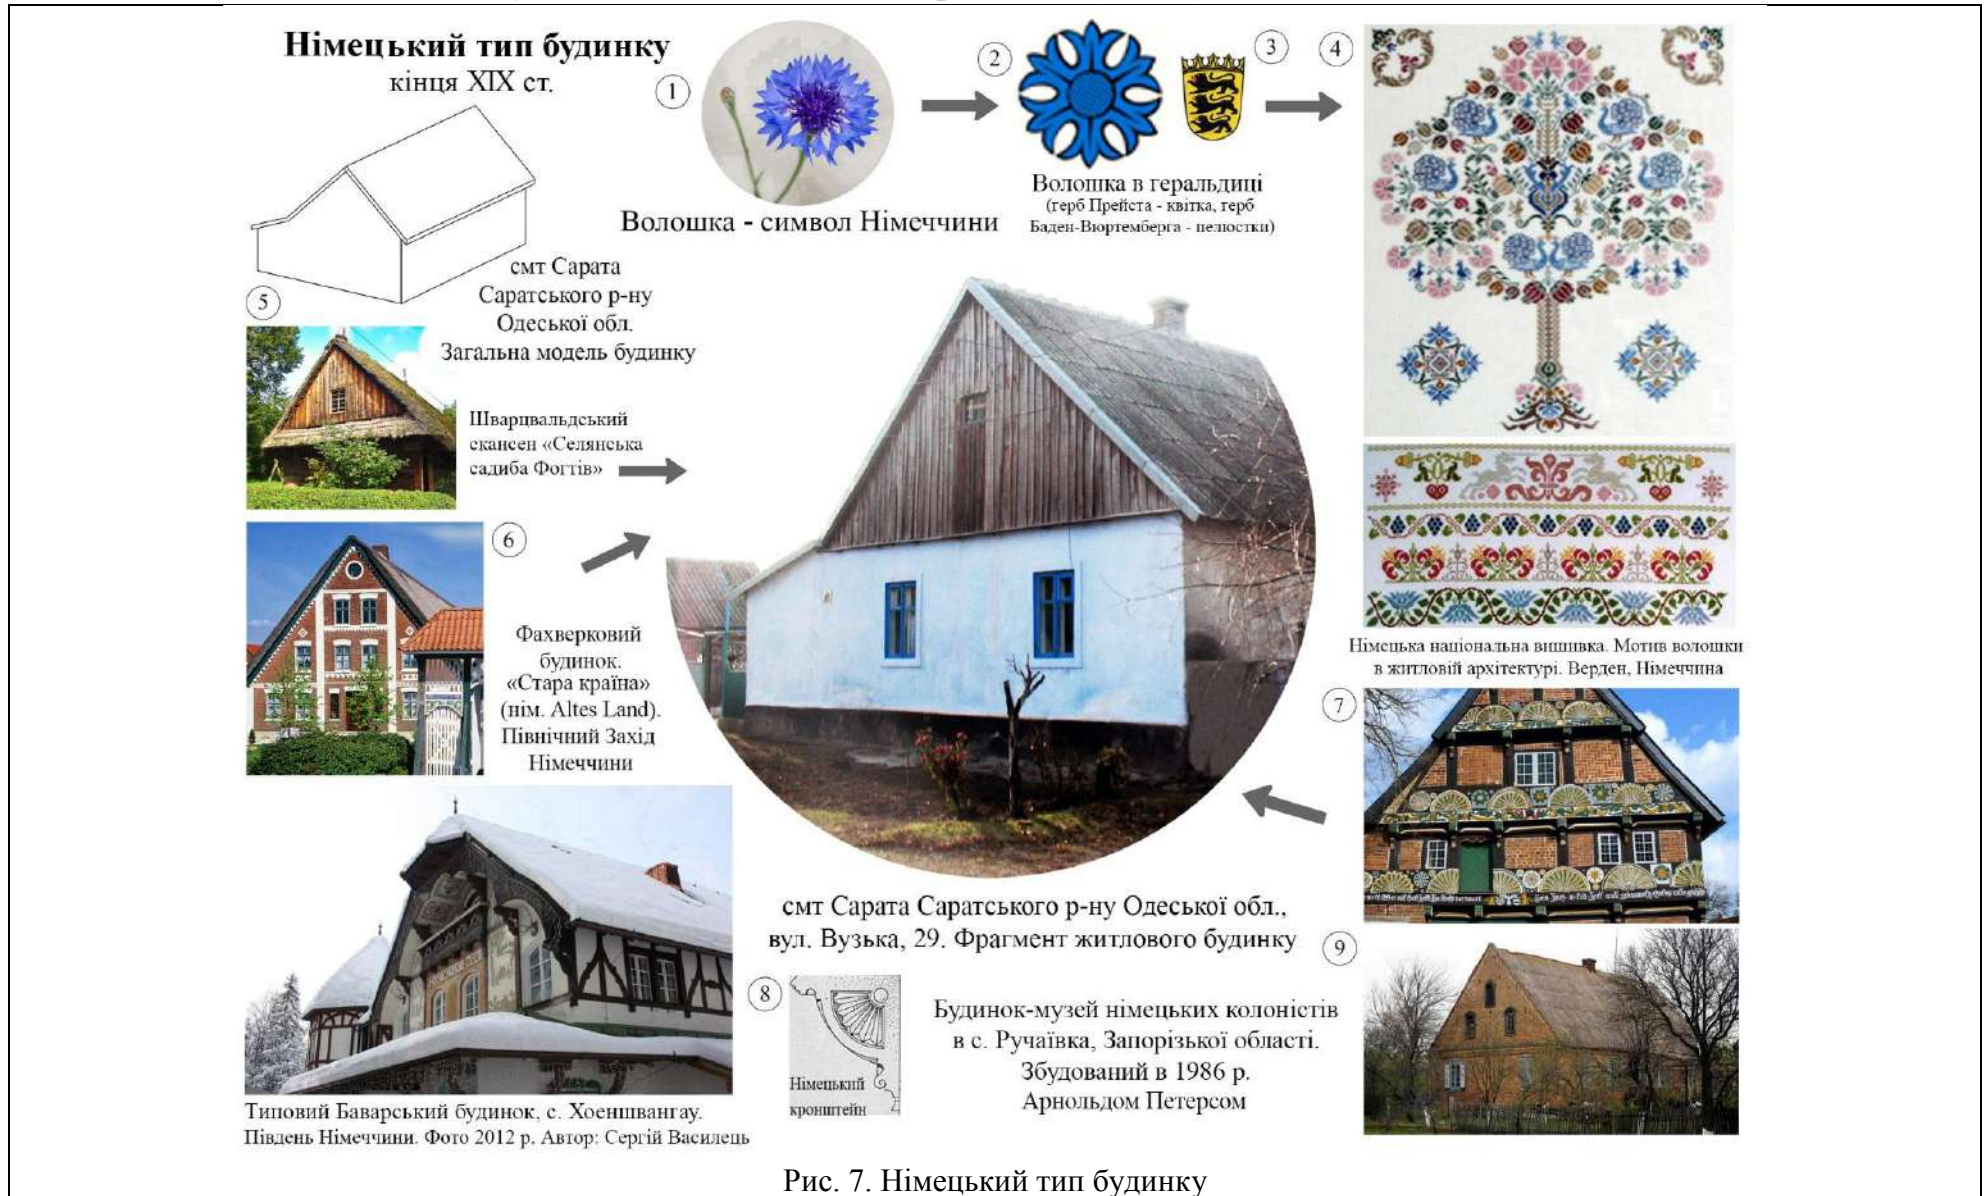 Німецький тип будинку
кінця XIX ст.
1
Волошка - символ Німеччини
2
3
Волошка в геральдиці
(герб Прейста - квітка, герб
Баден-Вюртемберга - пелюстки)
4
смт Сарата
Саратського р-ну
Одеської обл.
Загальна модель будинку
5
Шварцвальдський
скансен «Селянська
садиба Фогтів»
6
Фахверковий
будинок.
«Стара країна»
(нім. Altes Land).
Північний Захід
Німеччини
Німецька національна вишивка. Мотив волошки
в житловій архітектурі. Верден, Німеччина
7
смт Сарата Саратського р-ну Одеської обл.,
вул. Вузька, 29. Фрагмент житлового будинку
8
Німецький
кронштейн
Будинок-музей німецьких колоністів
в с. Ручаївка, Запорізької області.
Збудований в 1986 р.
Арнольдом Петерсом
9
Типовий Баварський будинок, с. Хоеншвангау.
Південь Німеччини. Фото 2012 р. Автор: Сергій Василець
Рис. 7. Німецький тип будинку